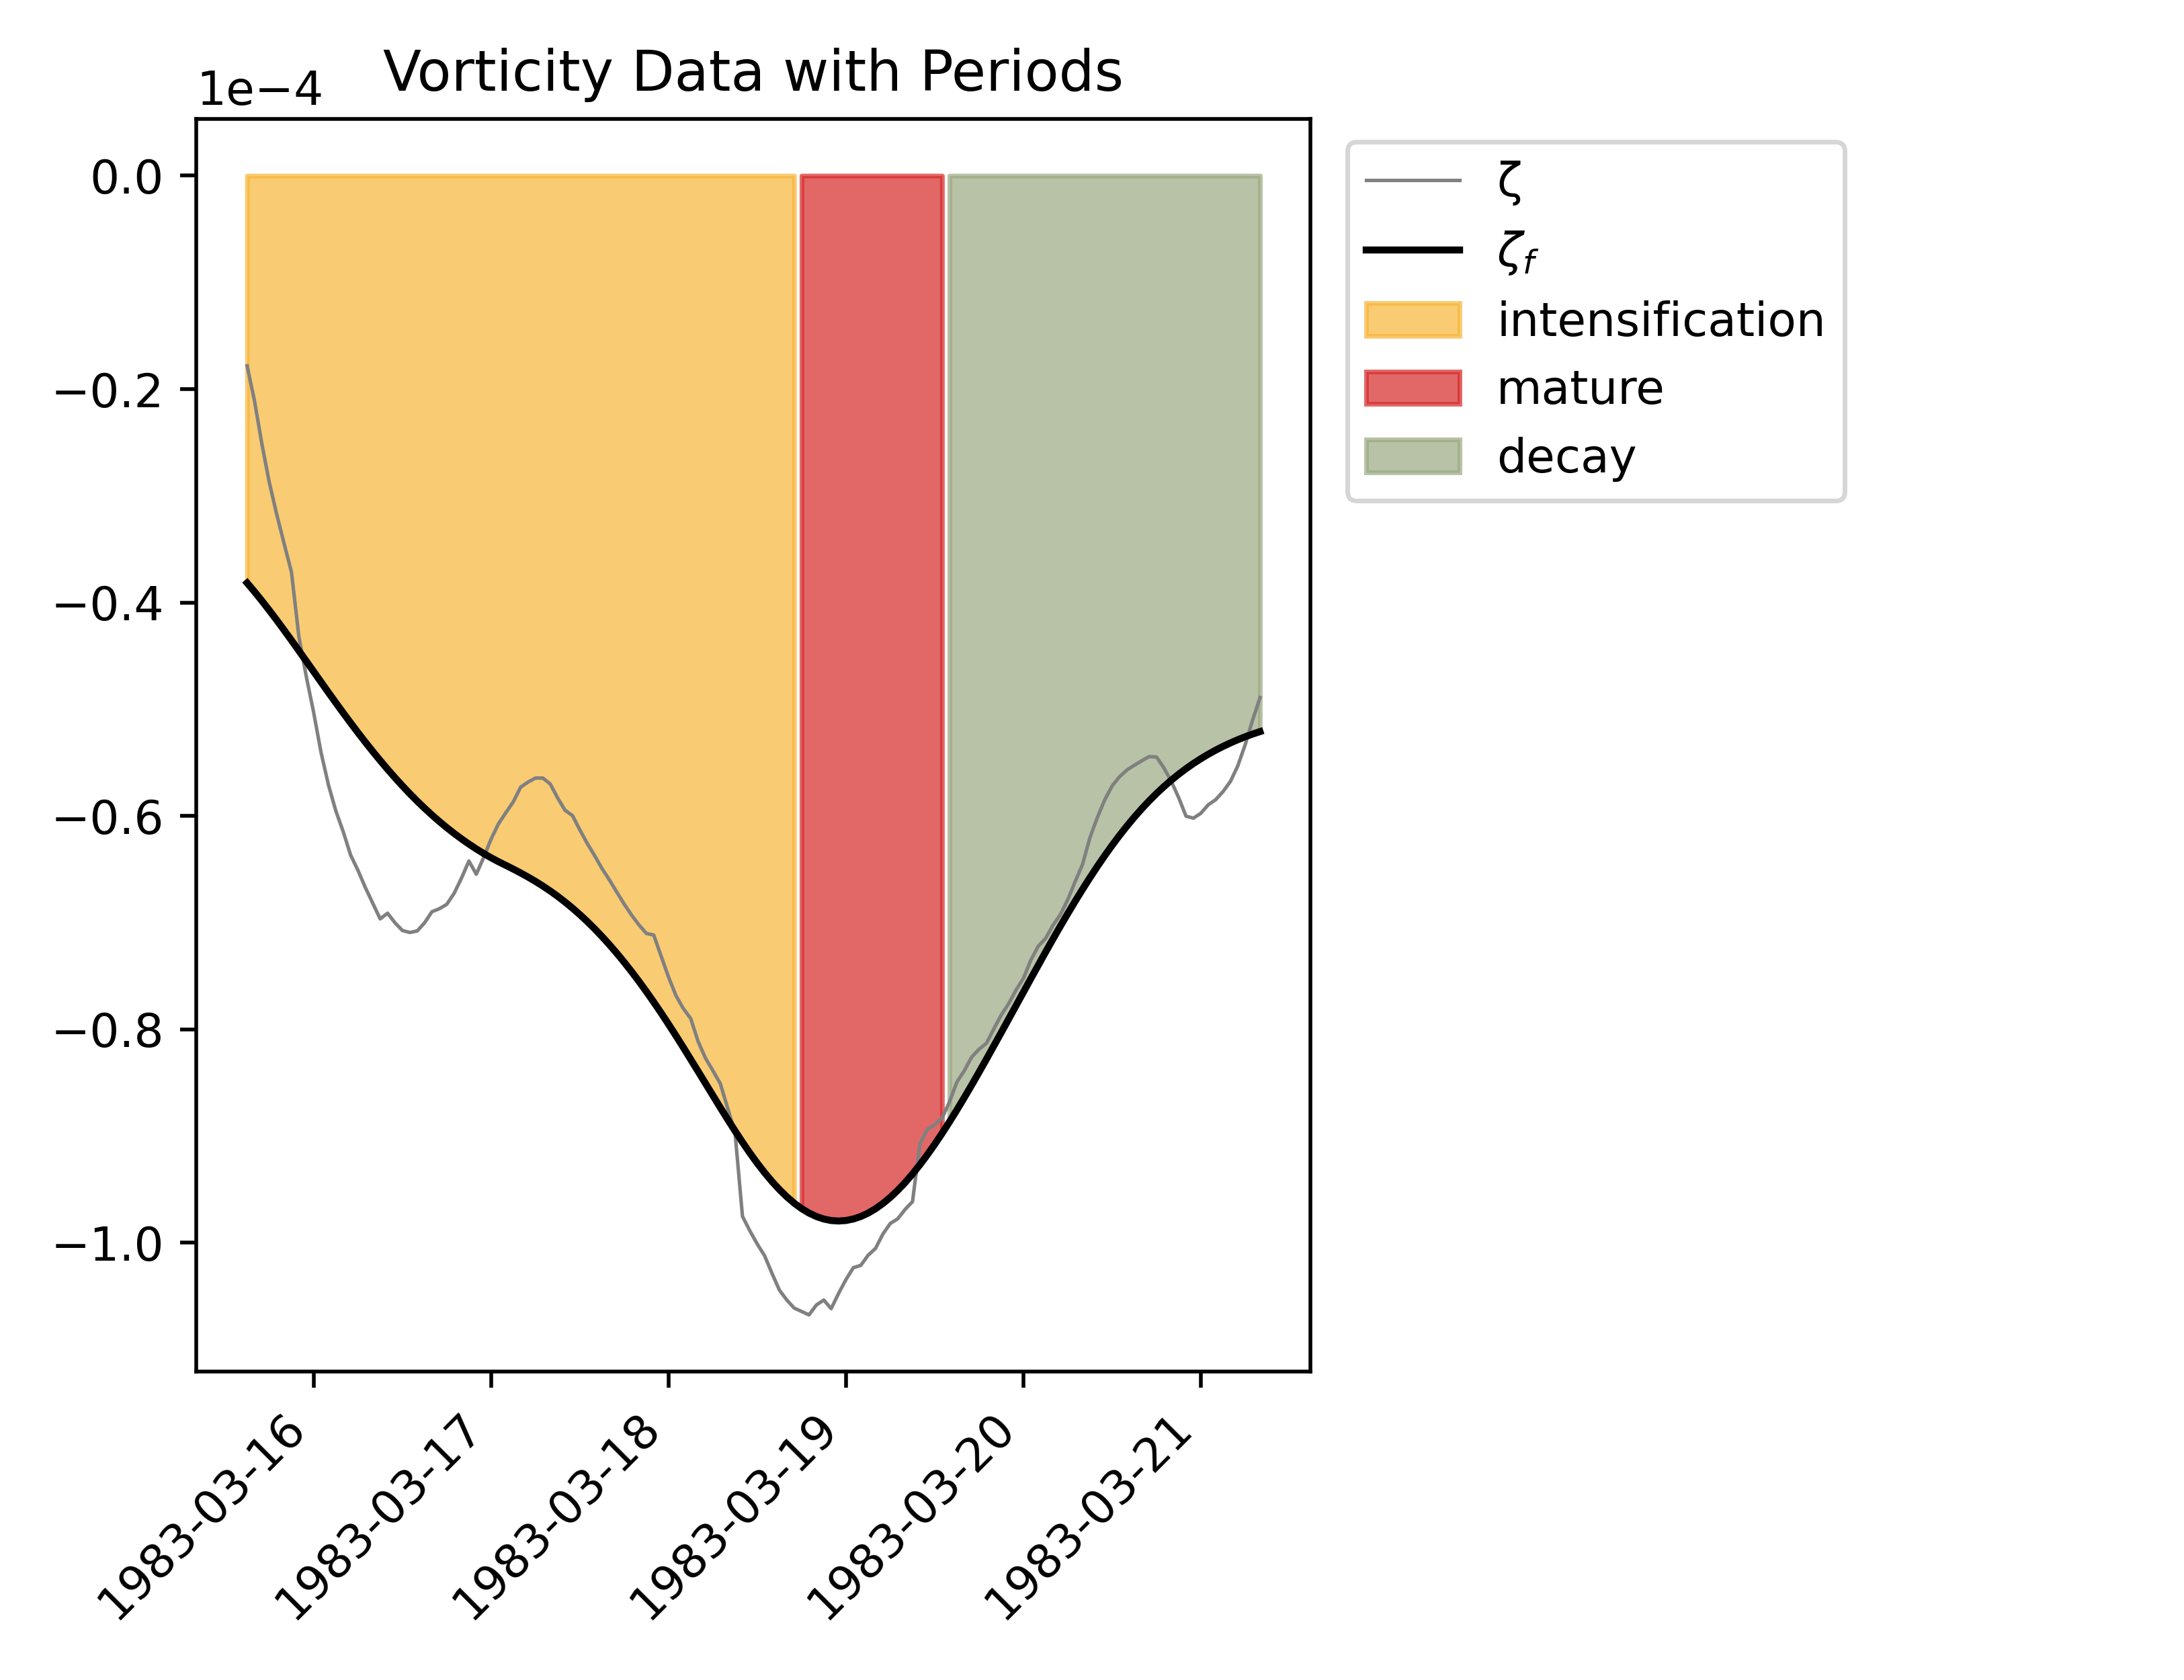 Vorticity Data with Periods
1e−4
0.0
−0.2
−0.4
−0.6
−0.8
−1.0
1983-03-16
1983-03-17
1983-03-18
1983-03-19
1983-03-20
1983-03-21
ζ
ζf
intensification
mature
decay